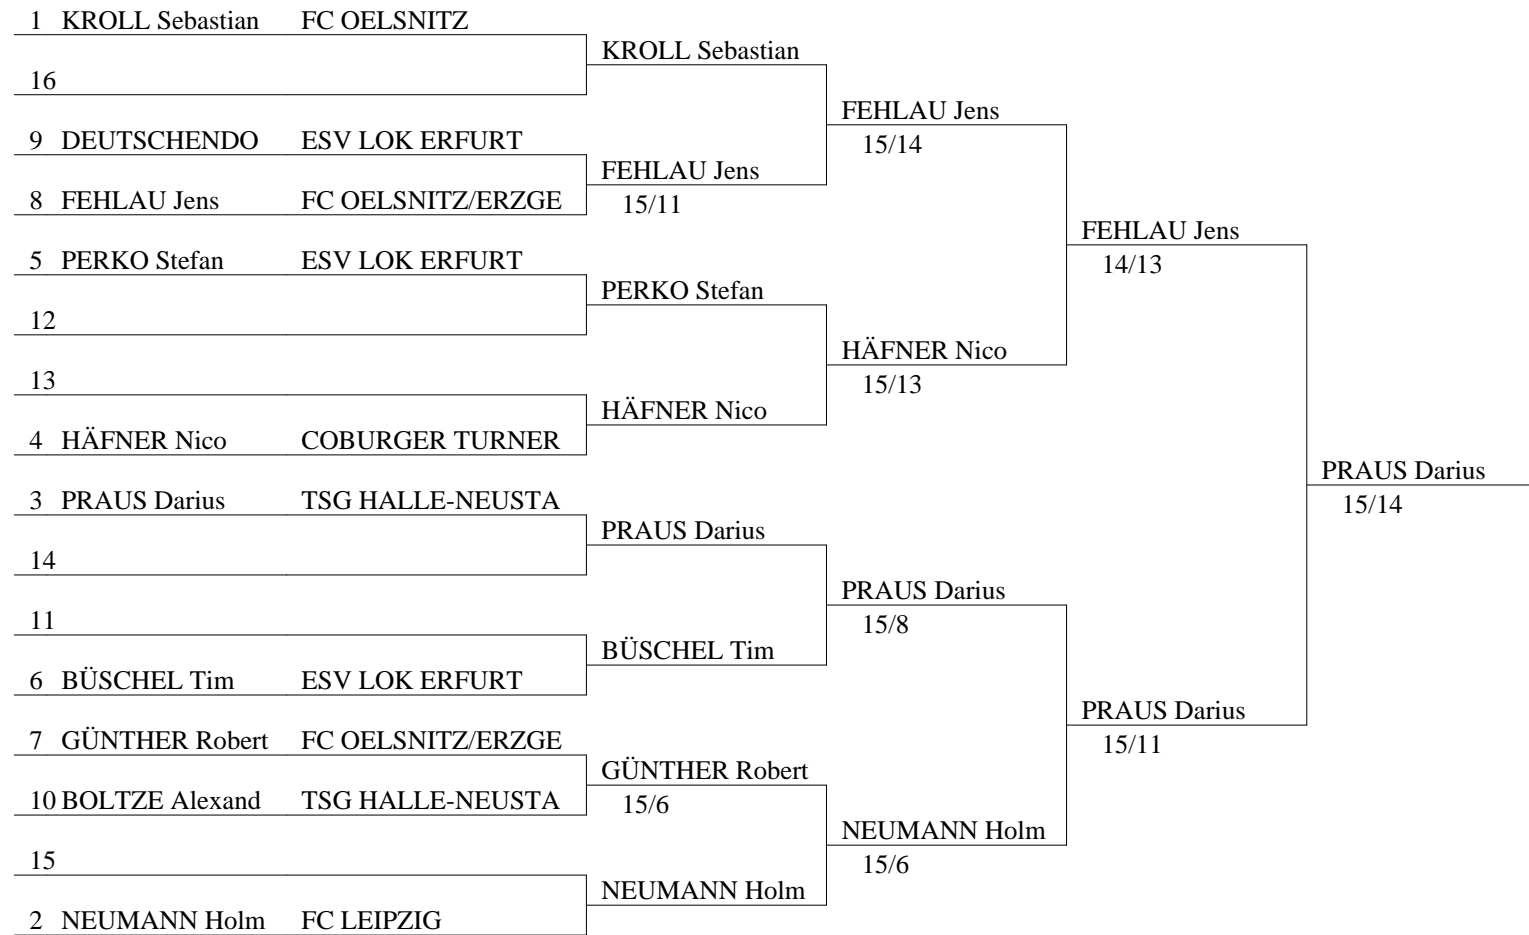 1 KROLL Sebastian FC OELSNITZ
KROLL Sebastian
16
FEHLAU Jens
9 DEUTSCHENDO ESV LOK ERFURT
15/14
FEHLAU Jens
8 FEHLAU Jens FC OELSNITZ/ERZGE
15/11
FEHLAU Jens
5 PERKO Stefan ESV LOK ERFURT
14/13
PERKO Stefan
12
HÄFNER Nico
13
15/13
HÄFNER Nico
4 HÄFNER Nico COBURGER TURNER
PRAUS Darius
3 PRAUS Darius TSG HALLE-NEUSTA
15/14
PRAUS Darius
14
PRAUS Darius
11
15/8
BÜSCHEL Tim
6 BÜSCHEL Tim ESV LOK ERFURT
PRAUS Darius
7 GÜNTHER Robert FC OELSNITZ/ERZGE
15/11
GÜNTHER Robert
10 BOLTZE Alexand TSG HALLE-NEUSTA
15/6
NEUMANN Holm
15
15/6
NEUMANN Holm
2 NEUMANN Holm FC LEIPZIG